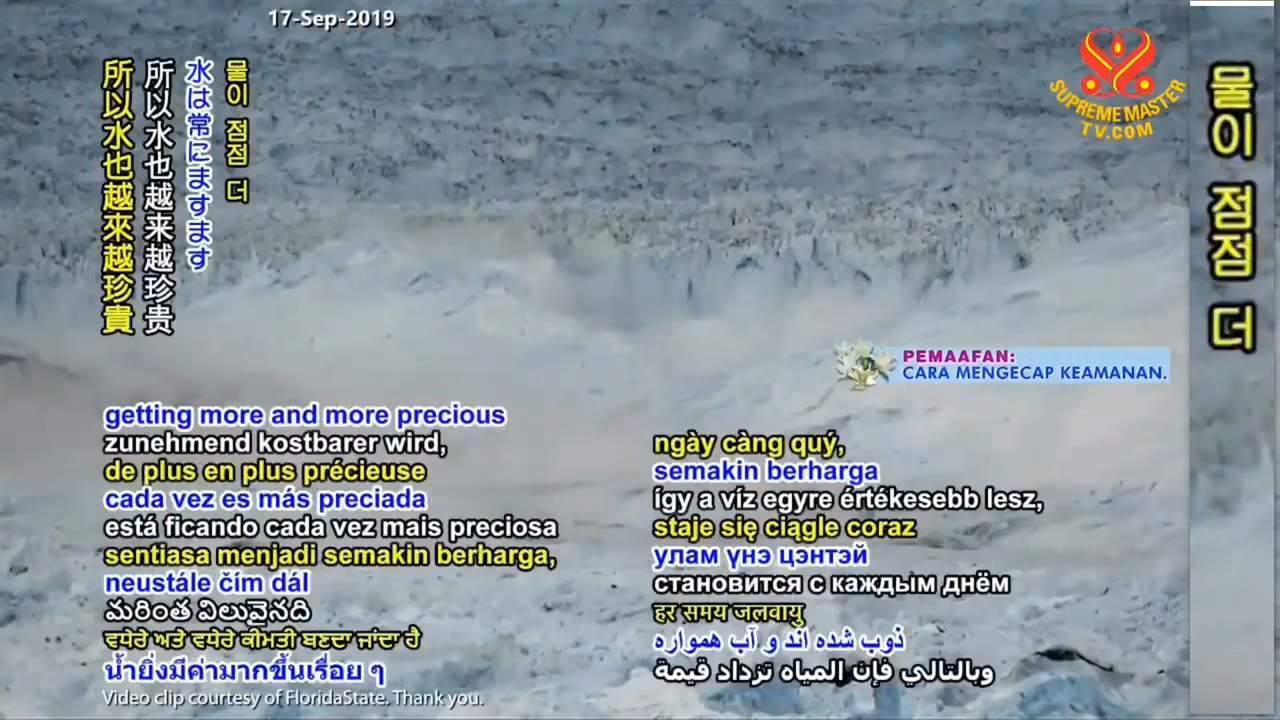 17-Sep-2019
SUPREME MASTER
TV.COM
물이 점점 더
물이 점점 더
水は常にますます
所以水也越来越珍贵
所以水也越來越珍貴
PEMAAFAN:
CARA MENGECAP KEAMANAN.
getting more and more precious
zunehmend kostbarer wird,
de plus en plus précieuse
cada vez es más preciada
está ficando cada vez mais preciosa
sentiasa menjadi semakin berharga,
neustále čím dál
మరింత విలువైనది
ਵਧੇਰੇ ਅਤੇ ਵਧੇਰੇ ਕੀਮਤੀ ਬਣਦਾ ਜਾਂਦਾ ਹੈ
น้ำยิ่งมีค่ามากขึ้นเรื่อย ๆ
ngày càng quý,
semakin berharga
így a víz egyre értékesebb lesz,
staje się ciągle coraz
улам үнэ цэнтэй
становится с каждым днём
हर समय जलवायु
ذوب شده اند و آب همواره
وبالتالي فإن المياه تزداد قيمة
Video clip courtesy of FloridaState. Thank you.